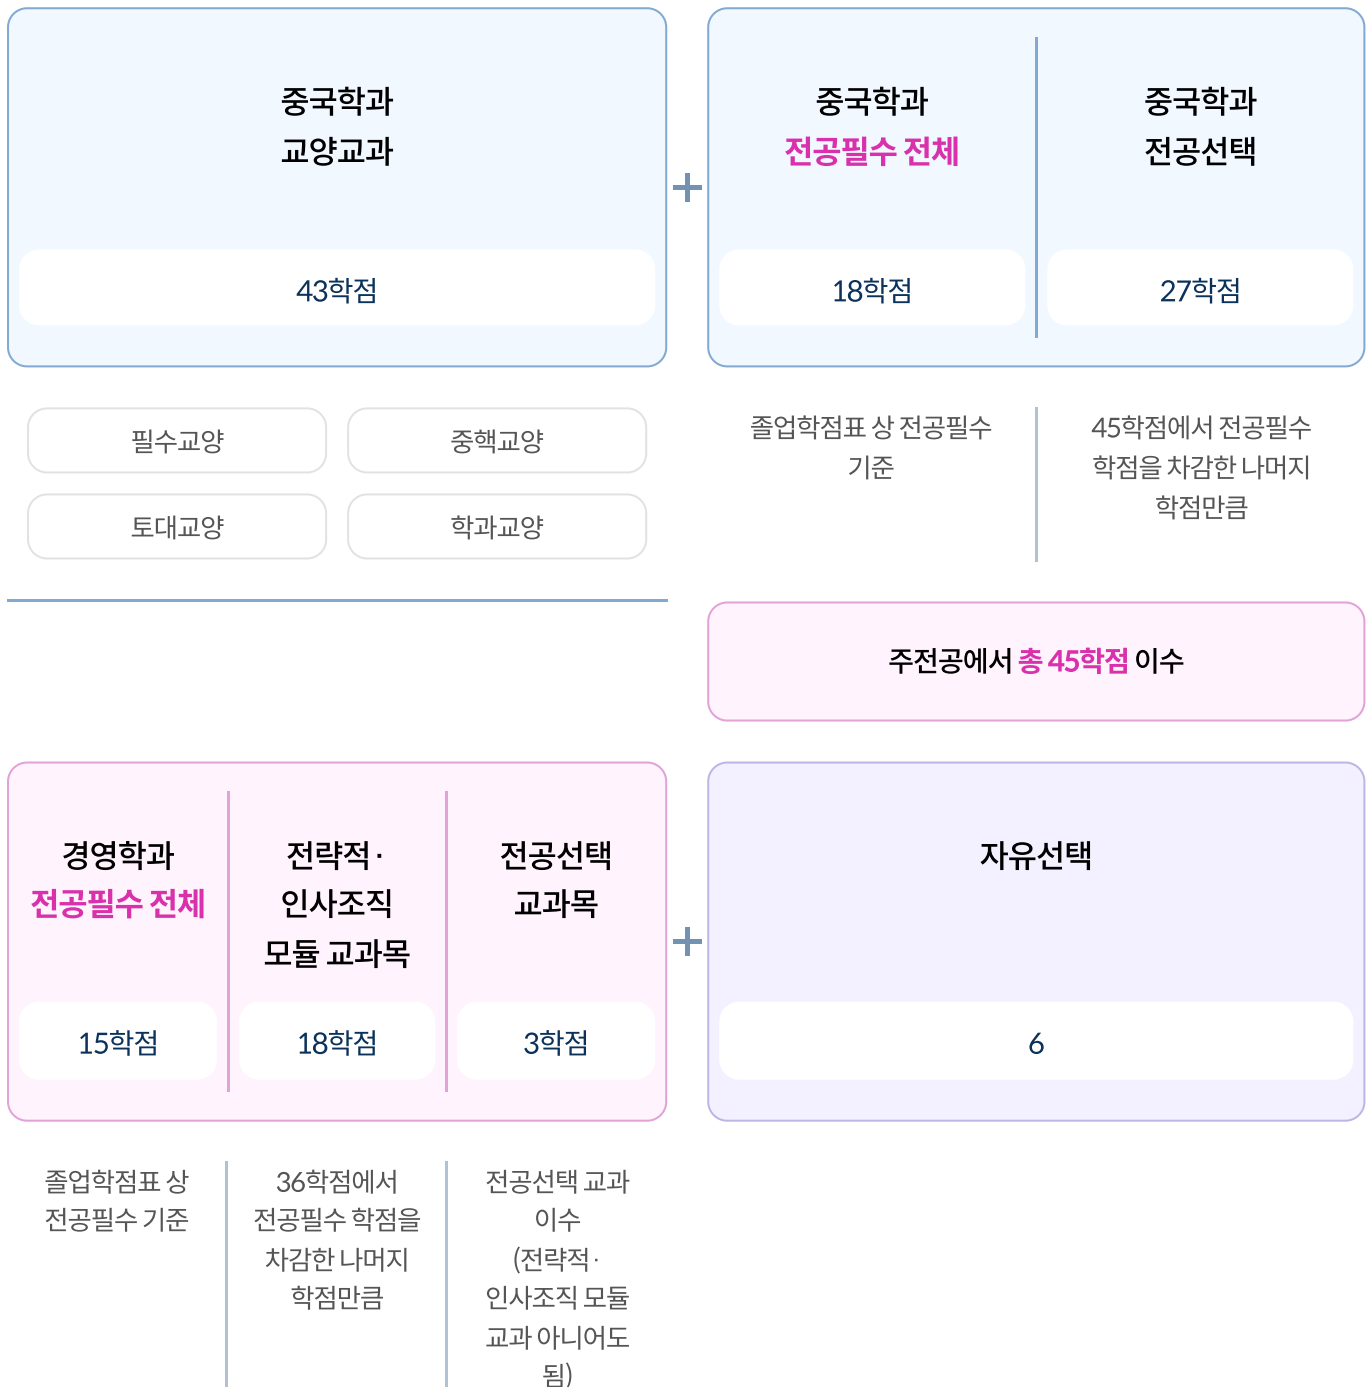 중국학과
교양교과
43학점
+
중국학과
전공필수 전체
18학점
중국학과
전공선택
27학점
필수교양
중핵교양
토대교양
학과교양
졸업학점표 상 전공필수
기준
45학점에서 전공필수
학점을 차감한 나머지
학점만큼
주전공에서 총 45학점 이수
경영학과
전공필수 전체
15학점
전략적·
인사조직
모듈 교과목
18학점
전공선택
교과목
3학점
+
자유선택
6
졸업학점표 상
전공필수 기준
36학점에서
전공필수 학점을
차감한 나머지
학점만큼
전공선택 교과
이수
(전략적·
인사조직 모듈
교과 아니어도
됨)